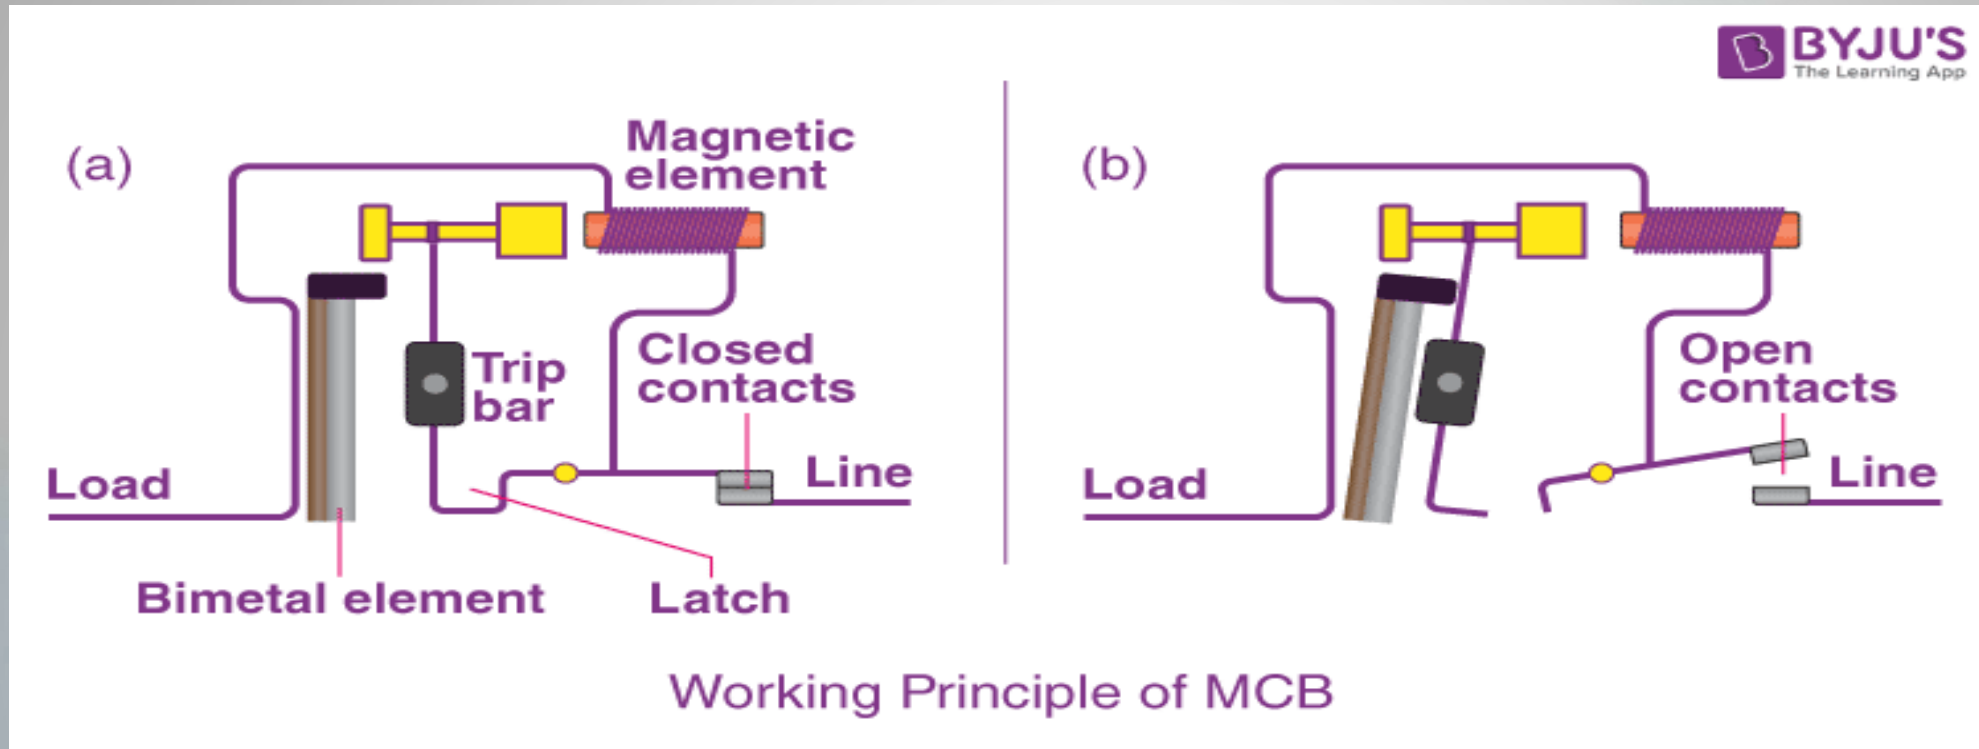 BYJU'S
The Learning App
(a)
Magnetic
element
Trip
bar
Closed
contacts
Load
Line
Bimetal element
Latch
(b)
Open
contacts
Load
Line
Working Principle of MCB